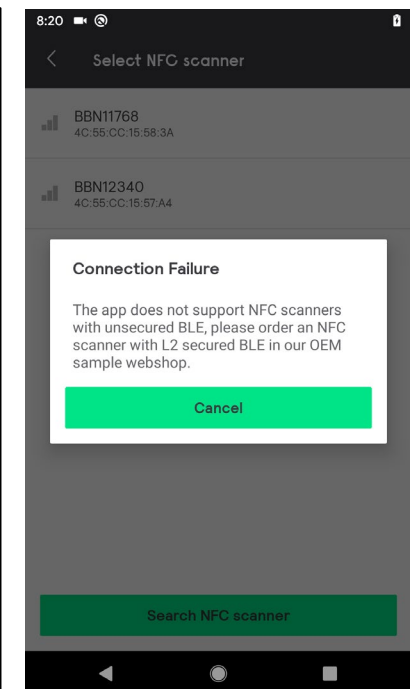 8:20
Select NFC scanner
BBN11768
4C:55:CC:15:58:3A
BBN12340
4C:55:CC:15:57:A4
Connection Failure
The app does not support NFC scanners
with unsecured BLE, please order an NFC
scanner with L2 secured BLE in our OEM
sample webshop.
Cancel
Search NFC scanner